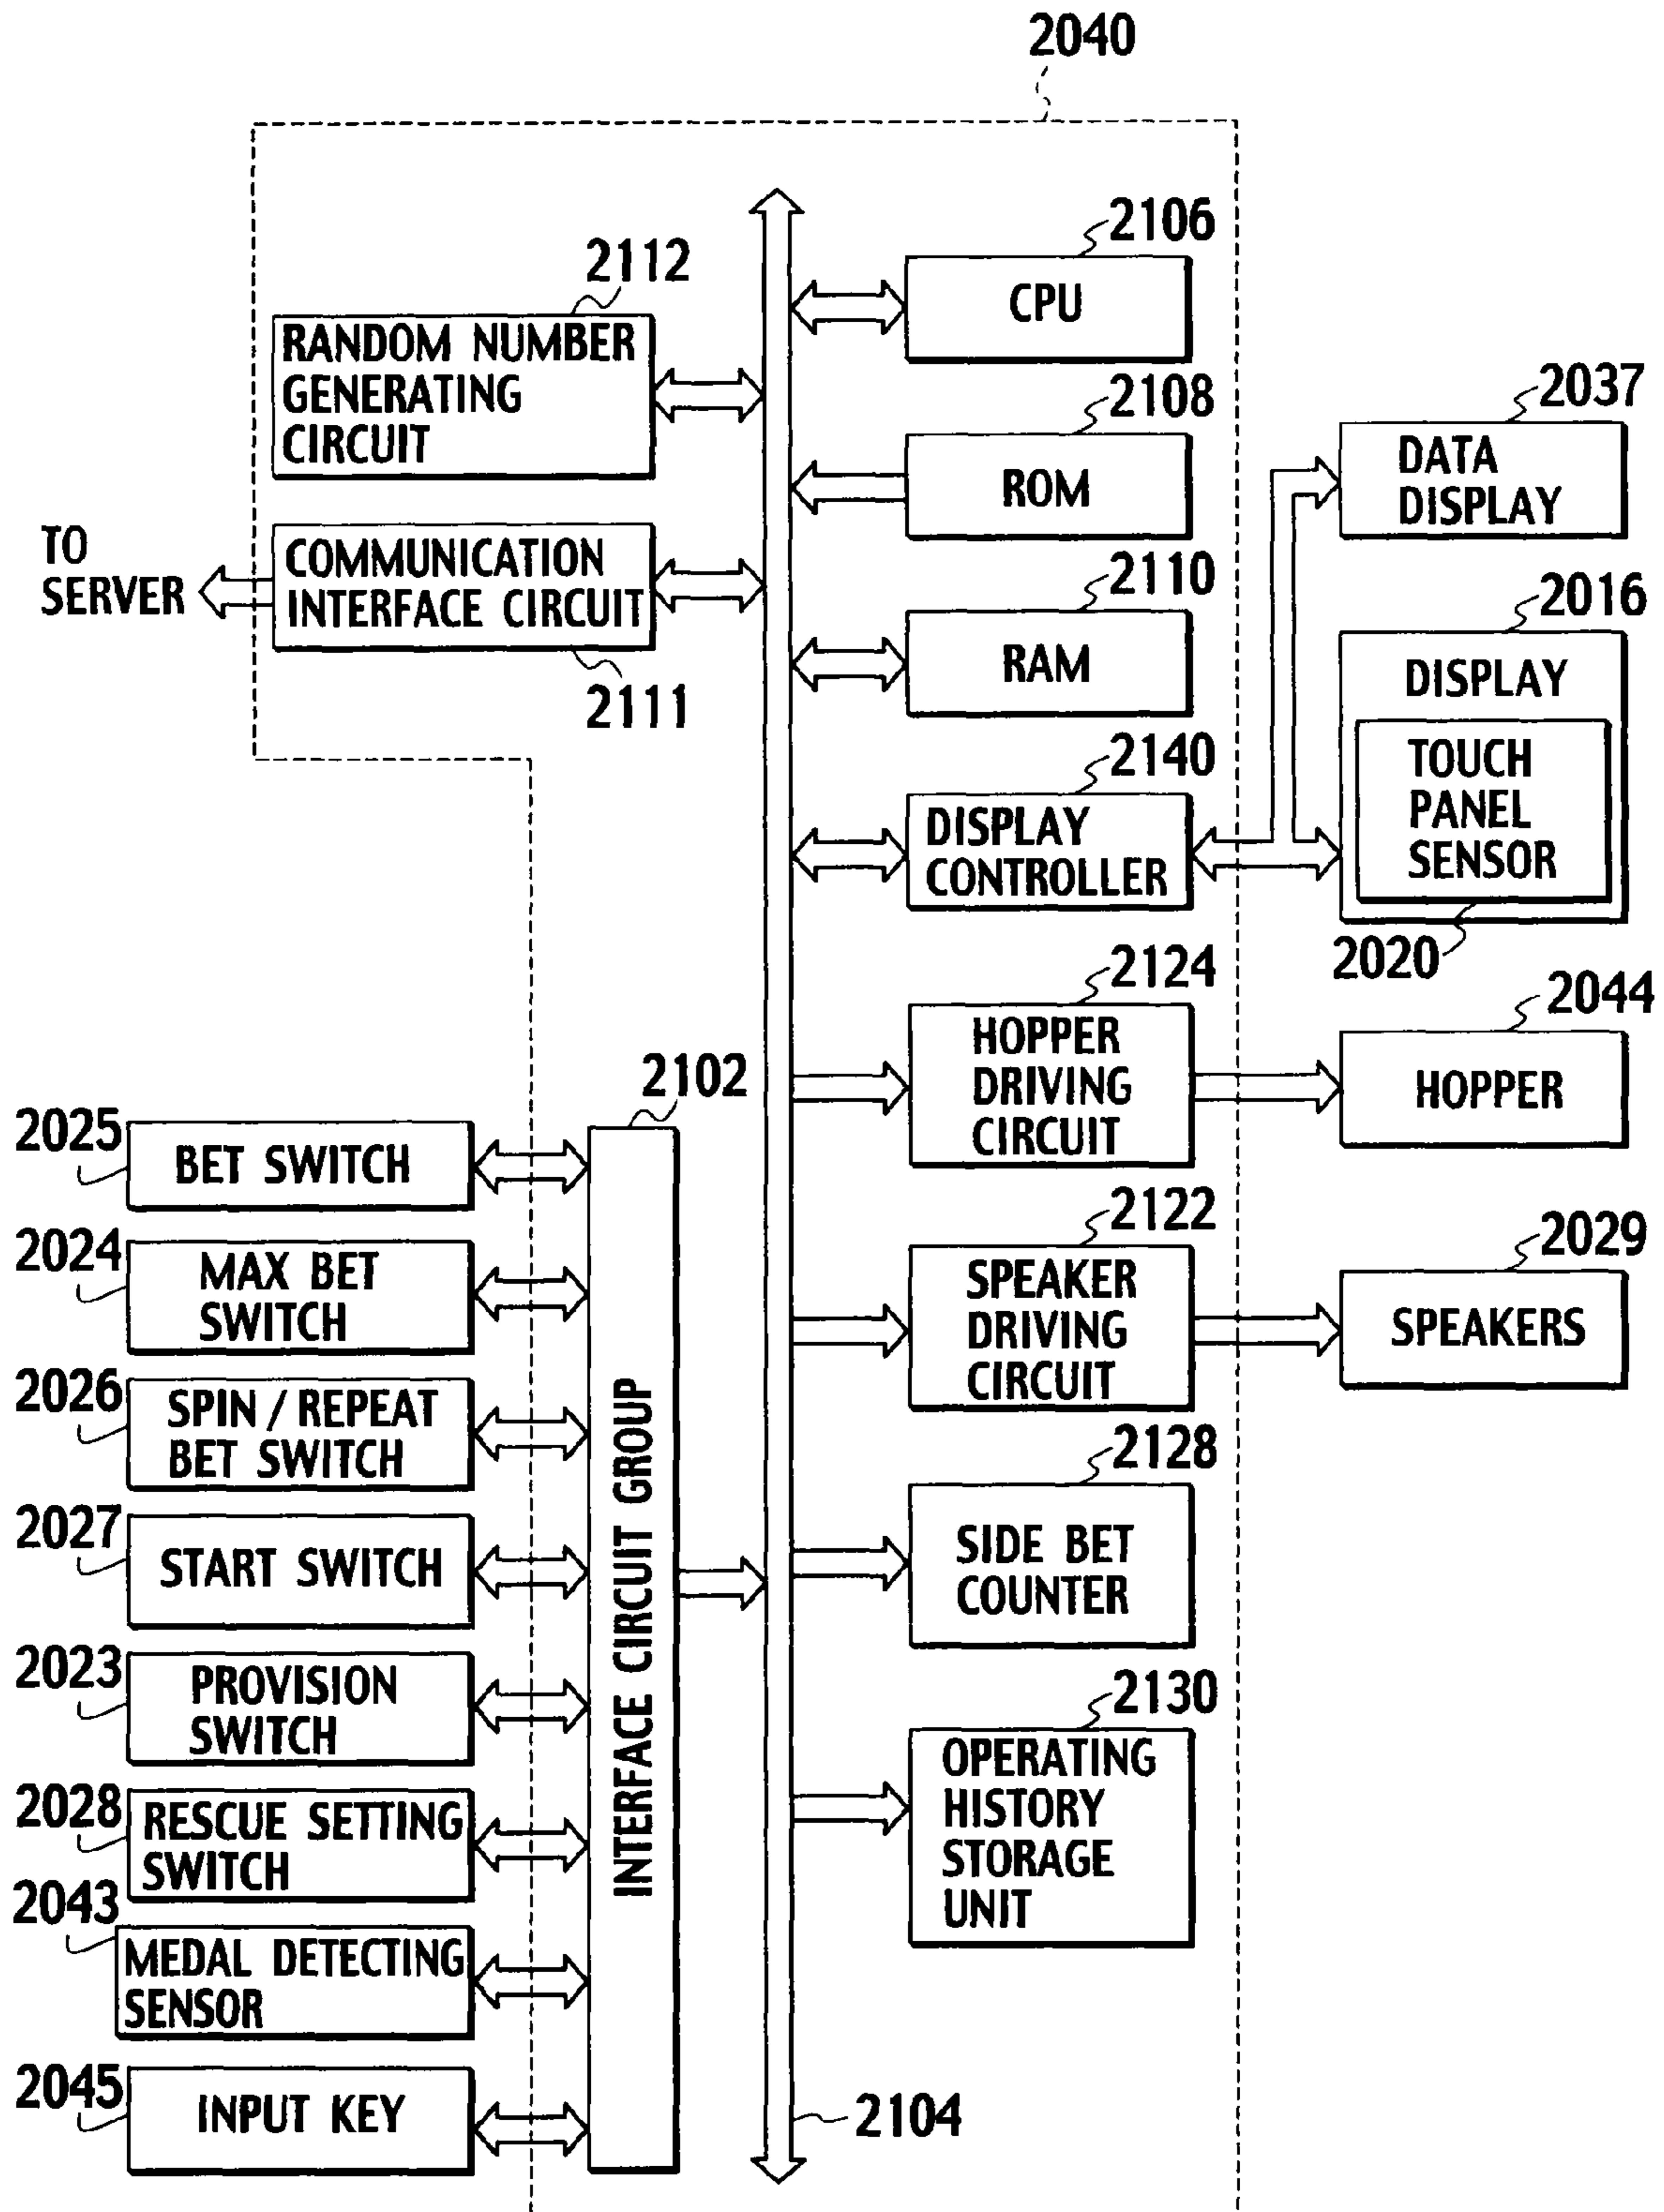 2040
2106
CPU
2112
RANDOM NUMBER
GENERATING
CIRCUIT
2108
ROM
2037
DATA
DISPLAY
TO
SERVER
COMMUNICATION
INTERFACE CIRCUIT
2111
2110
RAM
2016
DISPLAY
TOUCH
PANEL
SENSOR
2020
2140
DISPLAY
CONTROLLER
2124
HOPPER
DRIVING
CIRCUIT
2044
HOPPER
2102
INTERFACE CIRCUIT GROUP
2025
BET SWITCH
2024
MAX BET
SWITCH
2026
SPIN / REPEAT
BET SWITCH
2027
START SWITCH
2023
PROVISION
SWITCH
2028
RESCUE SETTING
SWITCH
2043
MEDAL DETECTING
SENSOR
2045
INPUT KEY
2122
SPEAKER
DRIVING
CIRCUIT
2029
SPEAKERS
2128
SIDE BET
COUNTER
2130
OPERATING
HISTORY
STORAGE
UNIT
2104